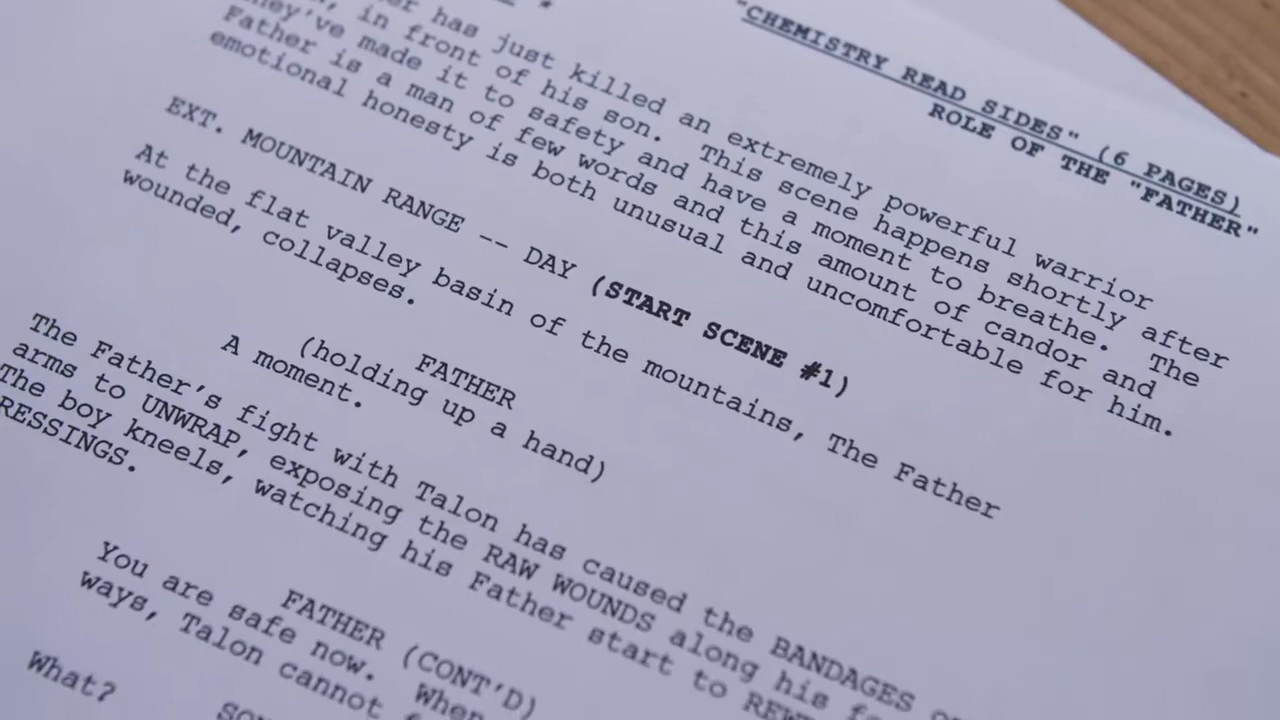 "CHEMISTRY READ SIDES" (6 PAGES)
ROLE OF THE "FATHER"
has just killed an extremely powerful warrior
in front of his son. This scene happens shortly after
they've made it to safety and have a moment to breathe. The
Father is a man of few words and this amount of candor and
emotional honesty is both unusual and uncomfortable for him.
EXT. MOUNTAIN RANGE -- DAY (START SCENE #1)
At the flat valley basin of the mountains, The Father
wounded, collapses.
FATHER
(holding up a hand)
A moment.
The Father's fight with Talon has caused the BANDAGES
arms to UNWRAP, exposing the RAW WOUNDS along his
The boy kneels, watching his Father start to
RESSINGS.
FATHER (CONT'D)
You are safe now. When
ways, Talon cannot
What?